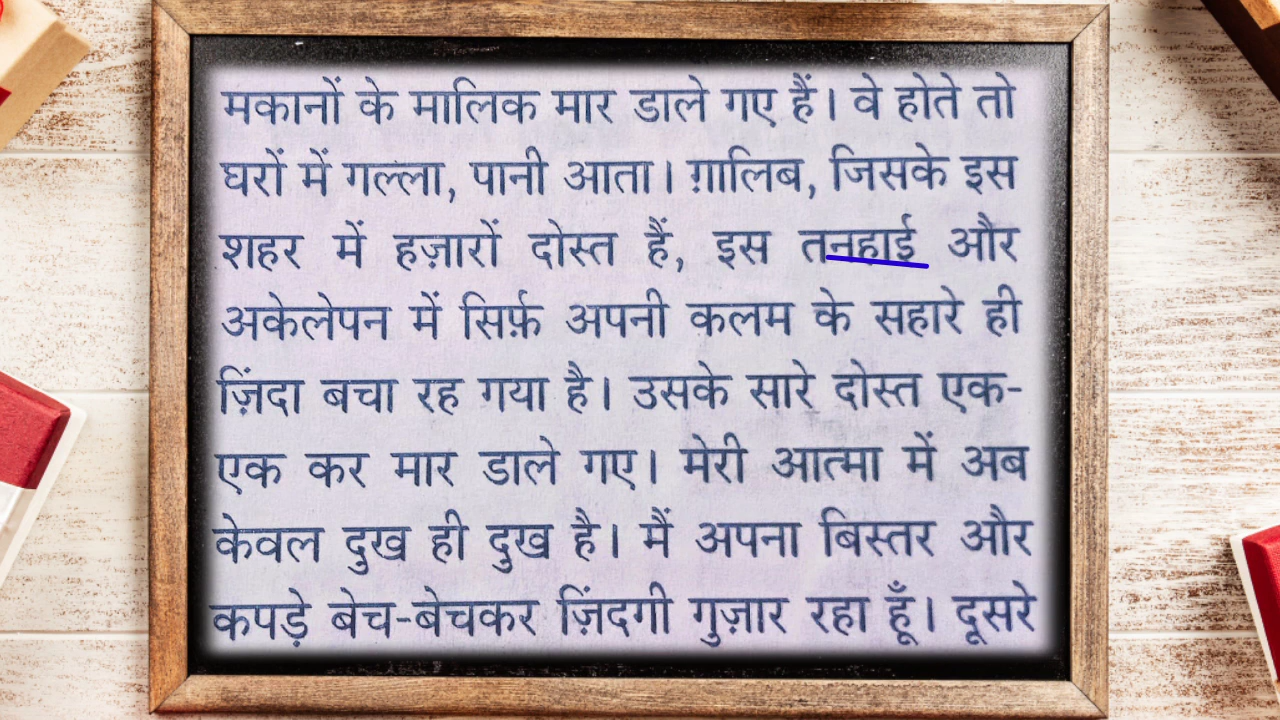 मकानों के मालिक मार डाले गए हैं। वे होते तो
घरों में गल्ला, पानी आता। ग़ालिब, जिसके इस
शहर में हज़ारों दोस्त हैं, इस तनहाई और
अकेलेपन में सिर्फ़ अपनी कलम के सहारे ही
ज़िंदा बचा रह गया है। उसके सारे दोस्त एक-
एक कर मार डाले गए। मेरी आत्मा में अब
केवल दुख ही दुख है। मैं अपना बिस्तर और
कपड़े बेच-बेचकर ज़िंदगी गुज़ार रहा हूँ। दूसरे